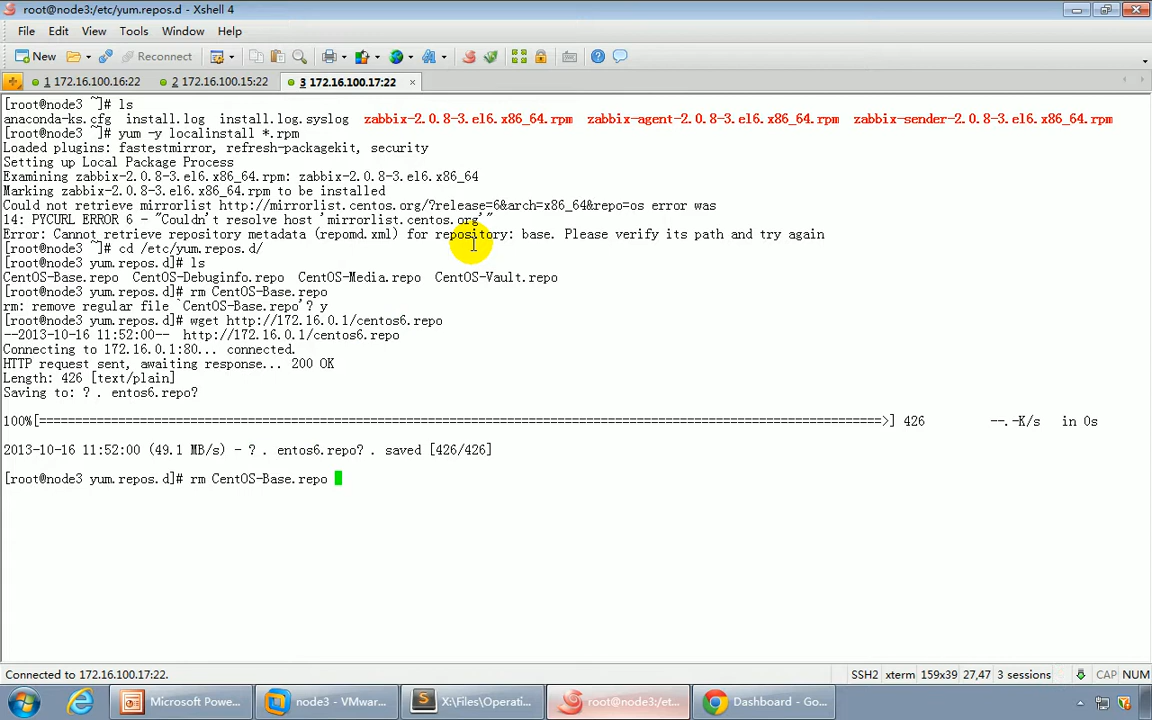 root@node3:/etc/yum.repos.d - Xshell 4
File Edit View Tools Window Help
New Reconnect
1 172.16.100.16:22 2 172.16.100.15:22 3 172.16.100.17:22
[root@node3 ~]# ls
anaconda-ks.cfg install.log install.log.syslog zabbix-2.0.8-3.el6.x86_64.rpm zabbix-agent-2.0.8-3.el6.x86_64.rpm zabbix-sender-2.0.8-3.el6.x86_64.rpm
[root@node3 ~]# yum -y localinstall *.rpm
Loaded plugins: fastestmirror, refresh-packagekit, security
Setting up Local Package Process
Examining zabbix-2.0.8-3.el6.x86_64.rpm: zabbix-2.0.8-3.el6.x86_64
Marking zabbix-2.0.8-3.el6.x86_64.rpm to be installed
Could not retrieve mirrorlist http://mirrorlist.centos.org/?release=6&arch=x86_64&repo=os error was
14: PYCURL ERROR 6 - "Couldn't resolve host 'mirrorlist.centos.org'"
Error: Cannot retrieve repository metadata (repomd.xml) for repository: base. Please verify its path and try again
[root@node3 ~]# cd /etc/yum.repos.d/
[root@node3 yum.repos.d]# ls
CentOS-Base.repo CentOS-Debuginfo.repo CentOS-Media.repo CentOS-Vault.repo
[root@node3 yum.repos.d]# rm CentOS-Base.repo
rm: remove regular file `CentOS-Base.repo'? y
[root@node3 yum.repos.d]# wget http://172.16.0.1/centos6.repo
--2013-10-16 11:52:00-- http://172.16.0.1/centos6.repo
Connecting to 172.16.0.1:80... connected.
HTTP request sent, awaiting response... 200 OK
Length: 426 [text/plain]
Saving to: ? . entos6.repo?
100%[=====================================================================================================================>] 426 --.-K/s in 0s
2013-10-16 11:52:00 (49.1 MB/s) - ? . entos6.repo? . saved [426/426]
[root@node3 yum.repos.d]# rm CentOS-Base.repo
Connected to 172.16.100.17:22. SSH2 xterm 159x39 27,47 3 sessions CAP NUM
Microsoft Powe... node3 - VMwar... X:\Files\Operati... root@node3:/et... Dashboard - Go...